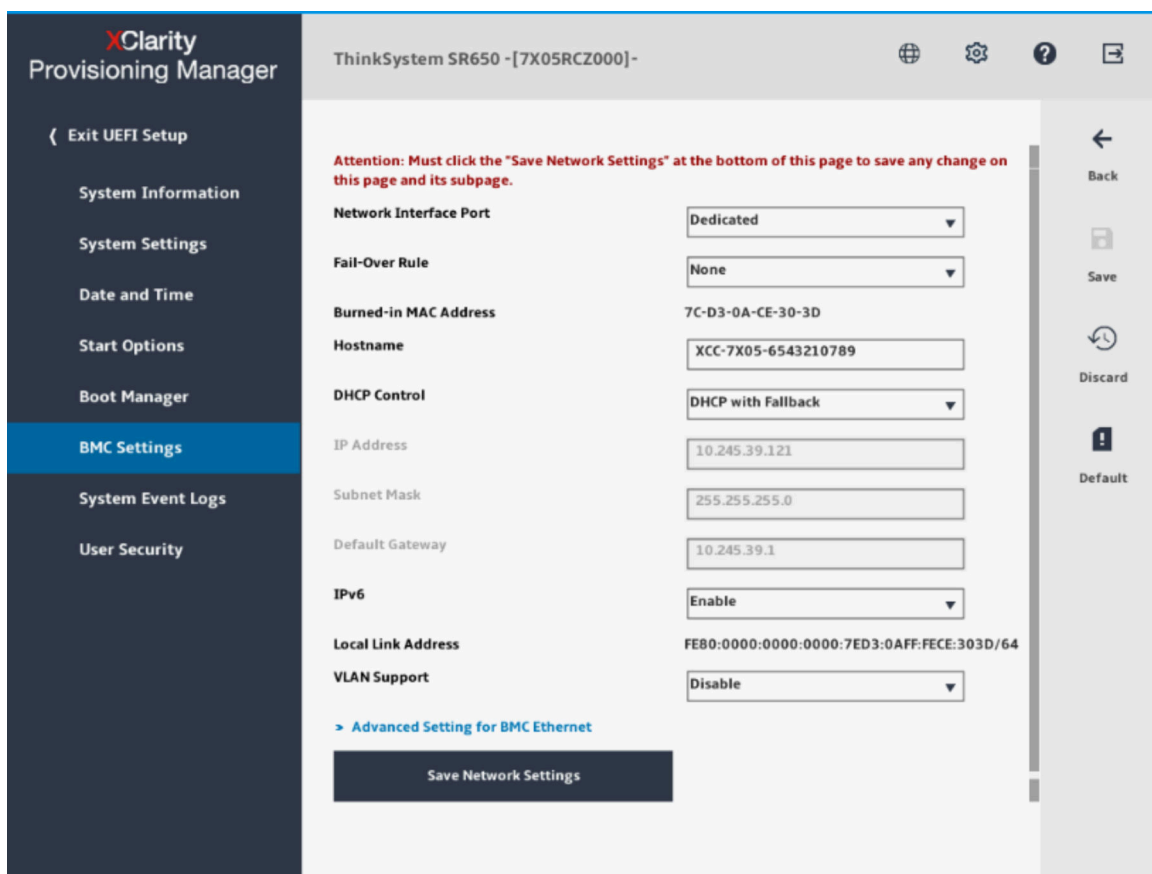 XClarity
Provisioning Manager
ThinkSystem SR650 -[7X05RCZ000]-
Exit UEFI Setup
System Information
System Settings
Date and Time
Start Options
Boot Manager
BMC Settings
System Event Logs
User Security
Attention: Must click the "Save Network Settings" at the bottom of this page to save any change on
this page and its subpage.
Network Interface Port Dedicated
Fail-Over Rule None
Burned-in MAC Address 7C-D3-0A-CE-30-3D
Hostname XCC-7X05-6543210789
DHCP Control DHCP with Fallback
IP Address 10.245.39.121
Subnet Mask 255.255.255.0
Default Gateway 10.245.39.1
IPv6 Enable
Local Link Address FE80:0000:0000:0000:7ED3:0AFF:FECE:303D/64
VLAN Support Disable
> Advanced Setting for BMC Ethernet
Save Network Settings
Back
Save
Discard
Default